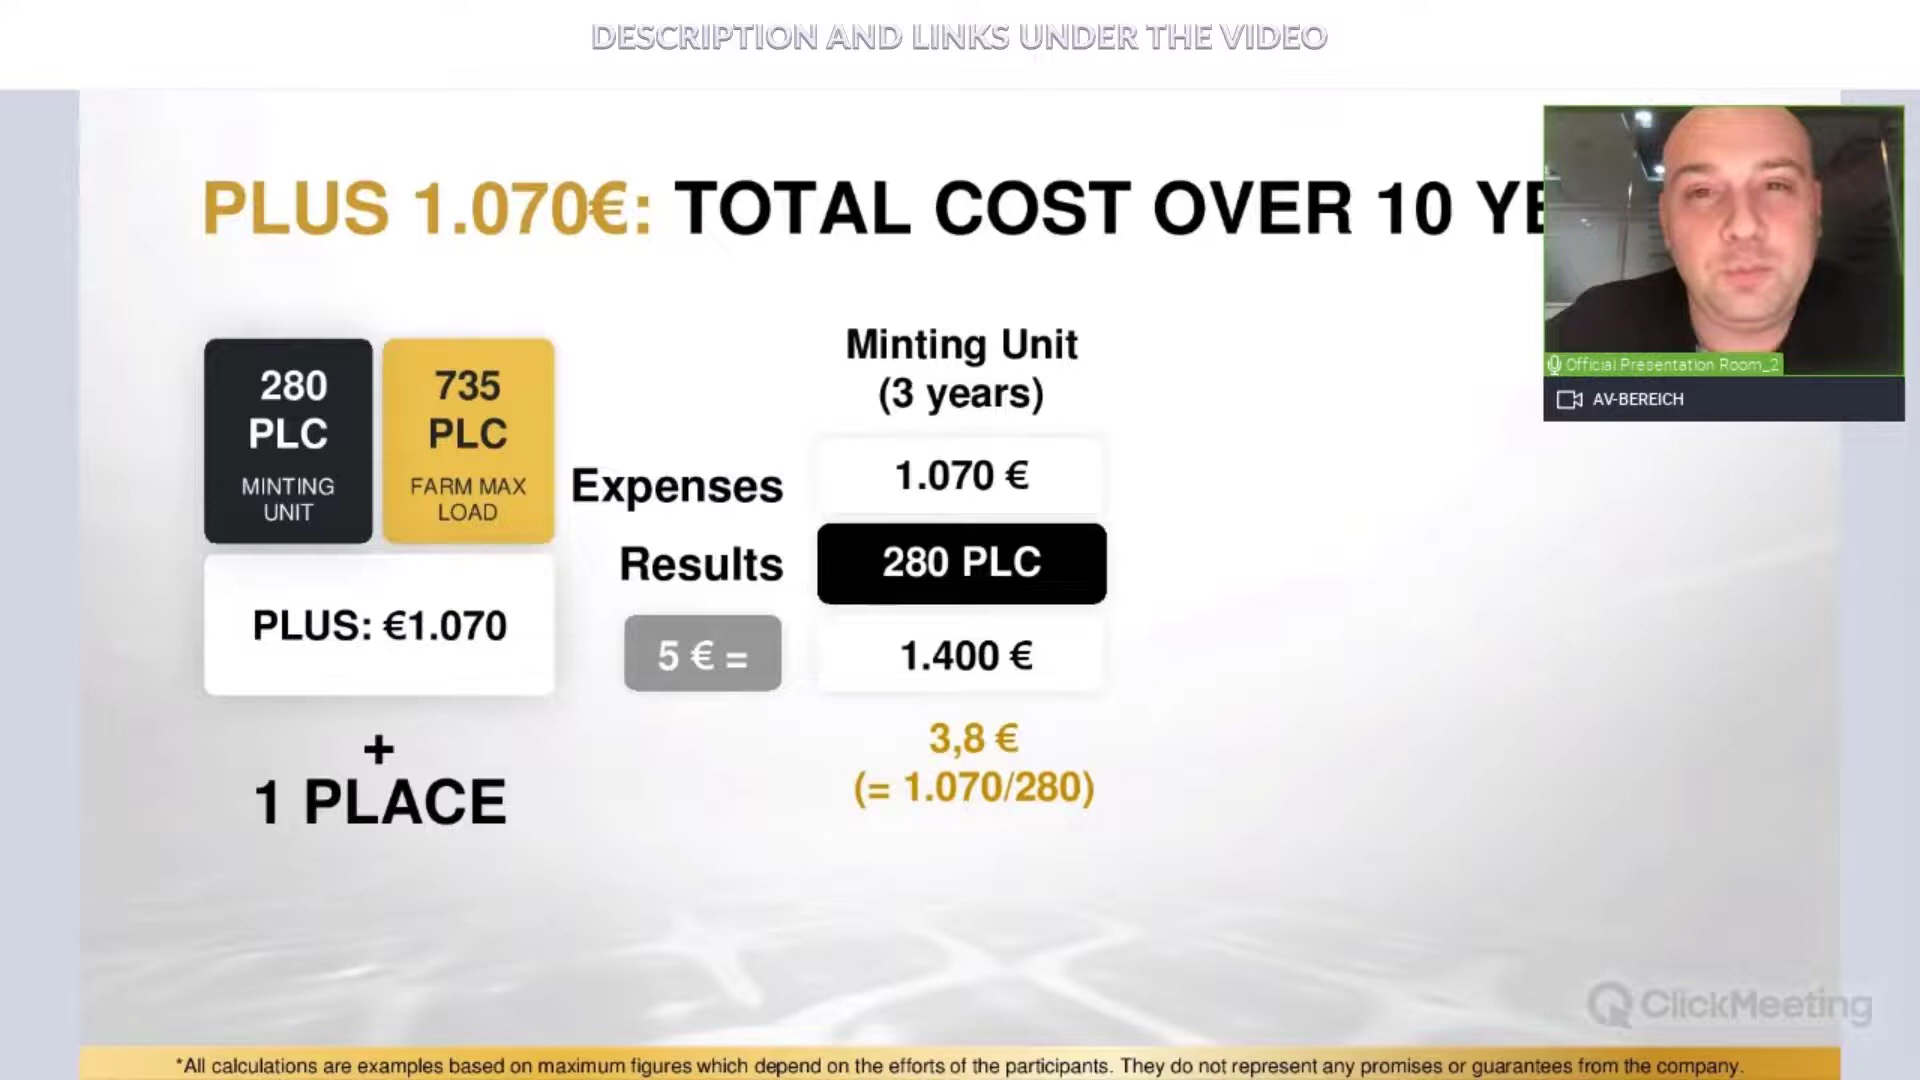 DESCRIPTION AND LINKS UNDER THE VIDEO
PLUS 1.070€: TOTAL COST OVER 10 YE
Official Presentation Room_2
AV-BEREICH
280
PLC
MINTING
UNIT
735
PLC
FARM MAX
LOAD
PLUS: €1.070
+
1 PLACE
Minting Unit
(3 years)
Expenses
1.070 €
Results
280 PLC
5 € =
1.400 €
3,8 €
(= 1.070/280)
ClickMeeting
*All calculations are examples based on maximum figures which depend on the efforts of the participants. They do not represent any promises or guarantees from the company.